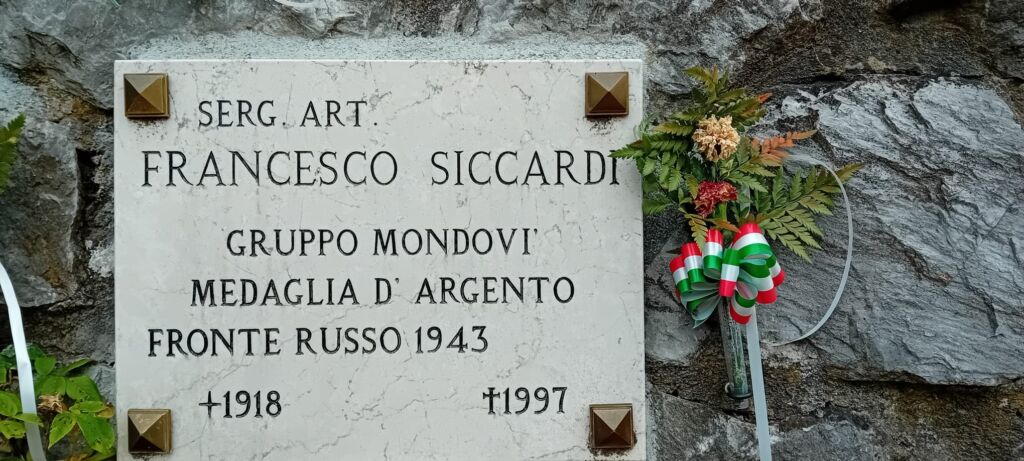 SERG. ART.
FRANCESCO SICCARDI
GRUPPO MONDOVI'
MEDAGLIA D' ARGENTO
FRONTE RUSSO 1943
+1918 †1997